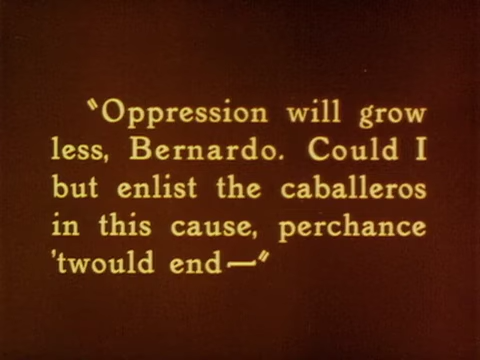 "Oppression will grow
less, Bernardo. Could I
but enlist the caballeros
in this cause, perchance
'twould end—"